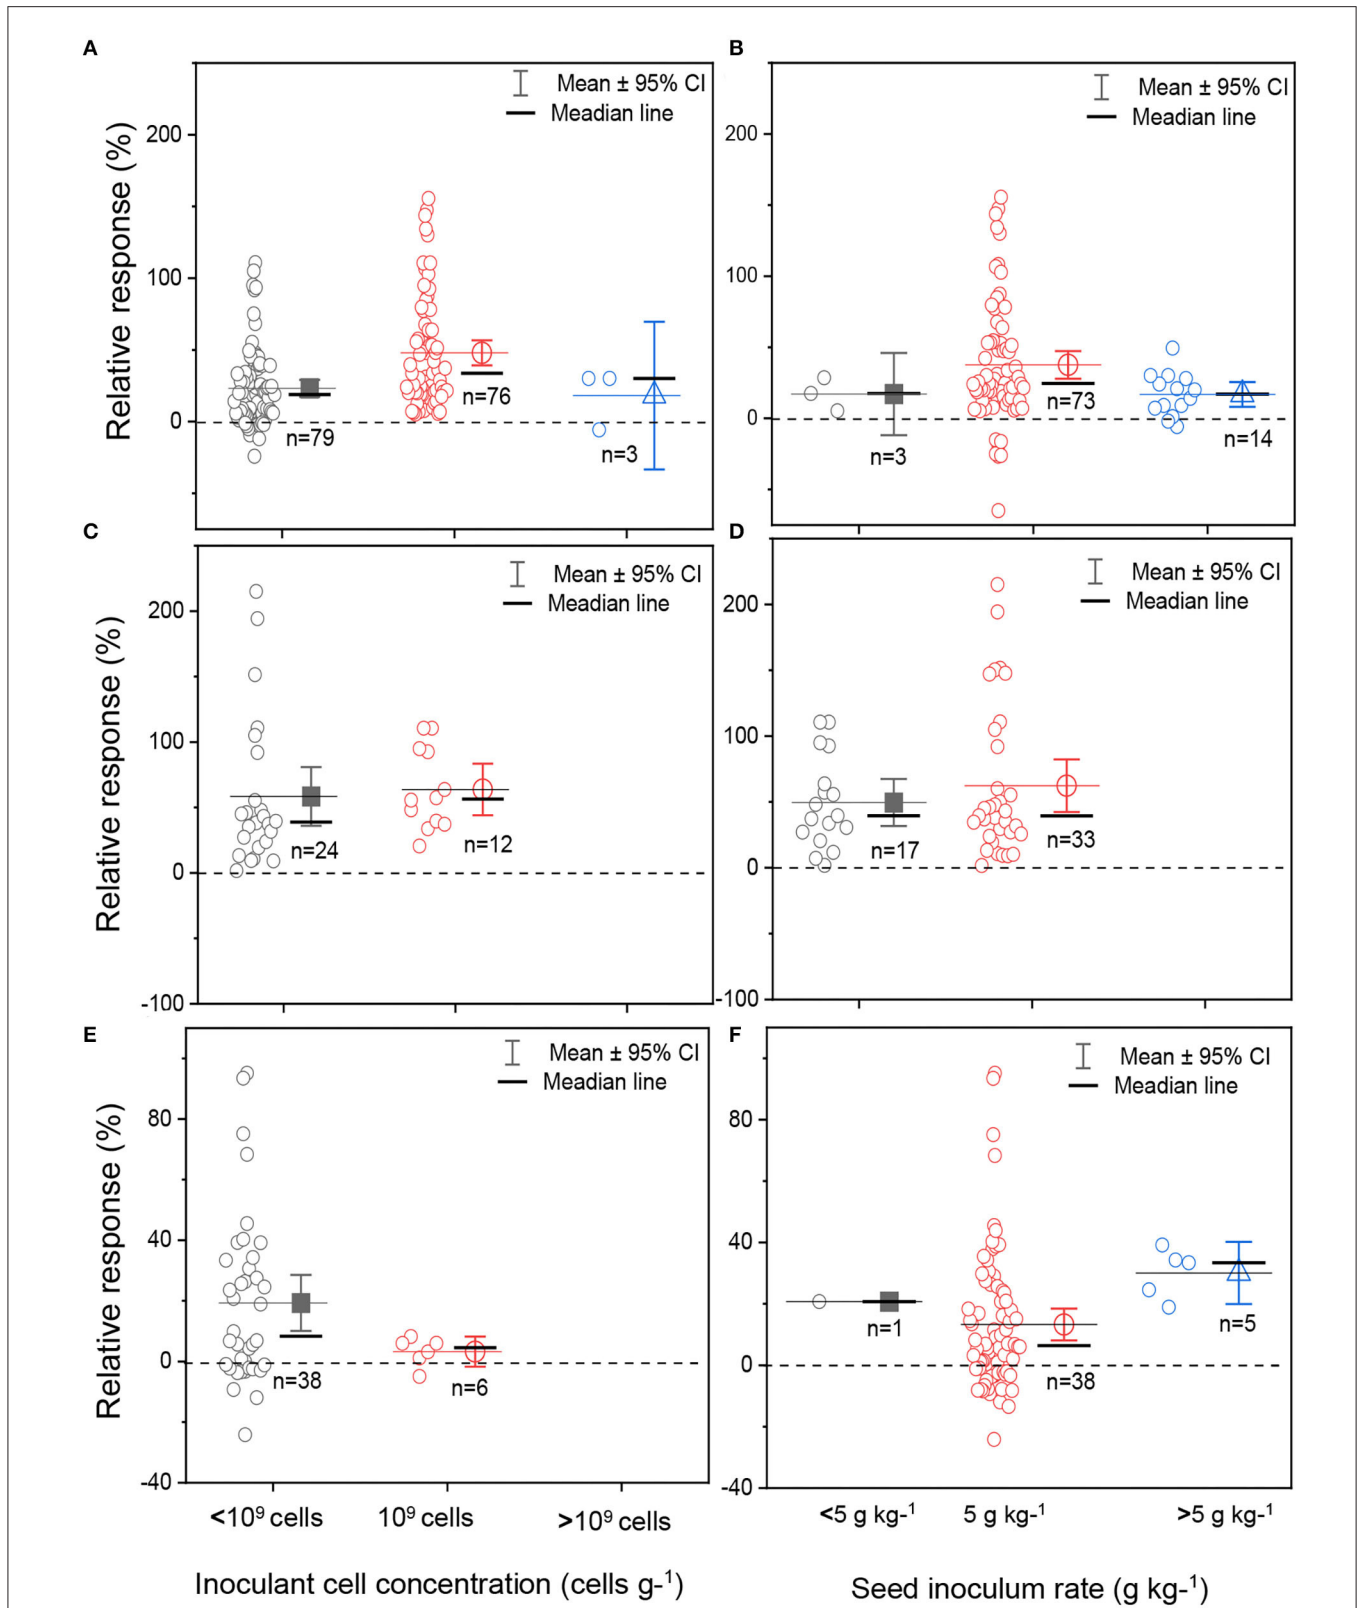 A
B
Mean ± 95% CI
Meadian line
Mean ± 95% CI
Meadian line
Relative response (%)
200
100
0
n=79
n=76
n=3
200
100
0
n=3
n=73
n=14
C
D
Mean ± 95% CI
Meadian line
Mean ± 95% CI
Meadian line
Relative response (%)
200
100
0
-100
n=24
n=12
200
100
0
-100
n=17
n=33
E
F
Mean ± 95% CI
Meadian line
Mean ± 95% CI
Meadian line
Relative response (%)
80
40
0
-40
n=38
n=6
80
40
0
-40
n=1
n=38
n=5
<10⁹ cells 10⁹ cells >10⁹ cells
<5 g kg-¹ 5 g kg-¹ >5 g kg-¹
Inoculant cell concentration (cells g-¹)
Seed inoculum rate (g kg-¹)